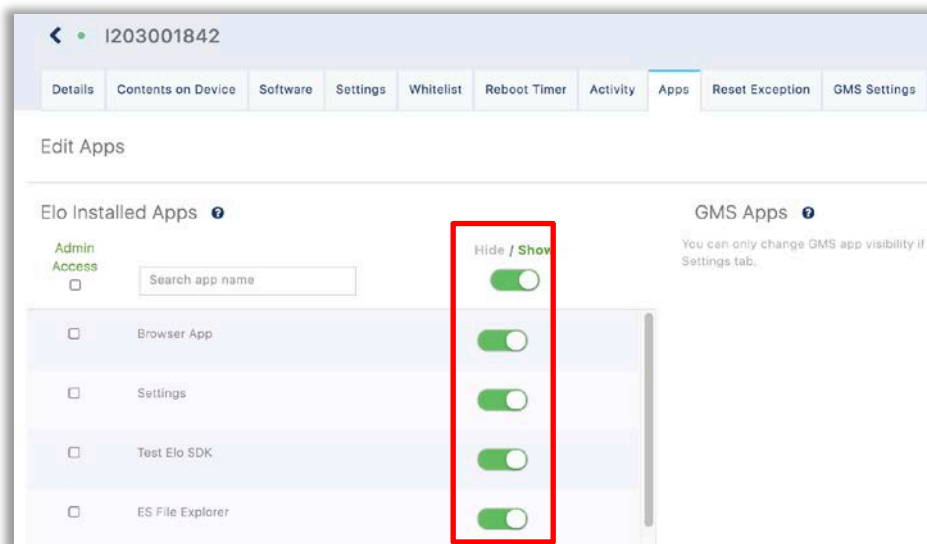 I203001842
Details Contents on Device Software Settings Whitelist Reboot Timer Activity Apps Reset Exception GMS Settings
Edit Apps
Elo Installed Apps ?
GMS Apps ?
Admin
Access
Search app name
Hide / Show
You can only change GMS app visibility if
Settings tab.
Browser App
Settings
Test Elo SDK
ES File Explorer